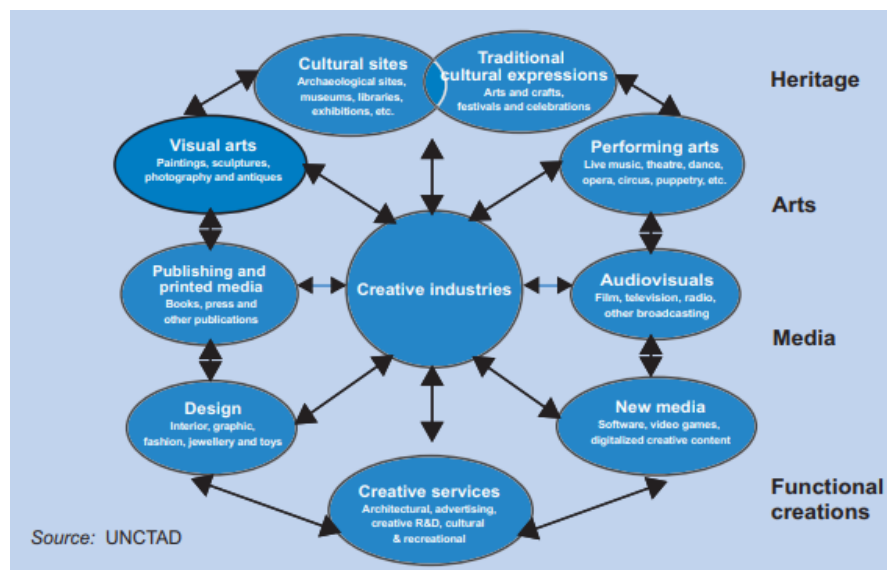 Cultural sites
Archaeological sites,
museums, libraries,
exhibitions, etc.
Traditional
cultural expressions
Arts and crafts,
festivals and celebrations
Heritage
Visual arts
Paintings, sculptures,
photography and antiques
Performing arts
Live music, theatre, dance,
opera, circus, puppetry, etc.
Arts
Publishing and
printed media
Books, press and
other publications
Creative industries
Audiovisuals
Film, television, radio,
other broadcasting
Media
Design
Interior, graphic,
fashion, jewellery and toys
New media
Software, video games,
digitalized creative content
Creative services
Architectural, advertising,
creative R&D, cultural
& recreational
Functional
creations
Source: UNCTAD